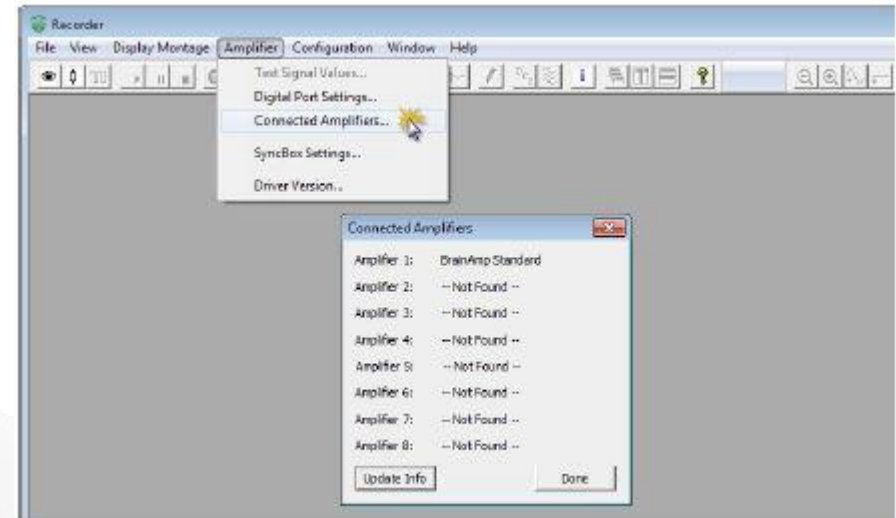 Recorder
File View Display Montage Amplifier Configuration Window Help
Test Signal Values...
Digital Port Settings...
Connected Amplifiers...
SyncBox Settings...
Driver Version...
Connected Amplifiers
Amplifier 1: BrainAmp Standard
Amplifier 2: -- Not Found --
Amplifier 3: -- Not Found --
Amplifier 4: -- Not Found --
Amplifier 5: -- Not Found --
Amplifier 6: -- Not Found --
Amplifier 7: -- Not Found --
Amplifier 8: -- Not Found --
Update Info Done